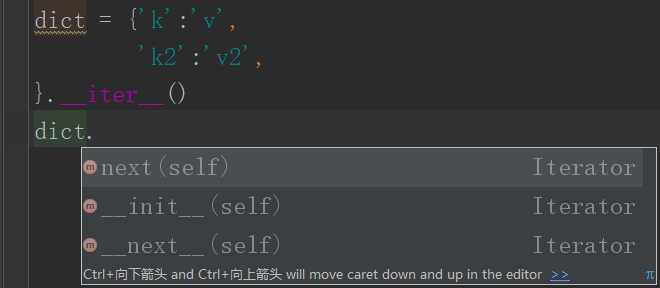 dict = {'k':'v',
'k2':'v2',
}.__iter__()
dict.
m next(self) Iterator
m __init__(self) Iterator
m __next__(self) Iterator
Ctrl+向下箭头 and Ctrl+向上箭头 will move caret down and up in the editor >> π